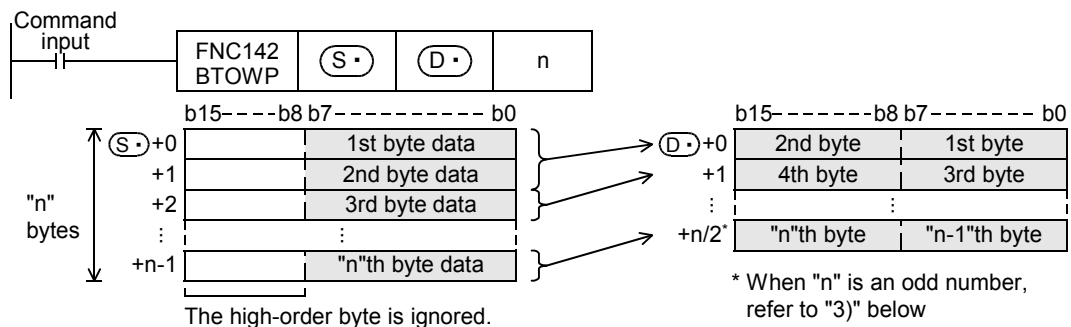 Command
input
FNC142
BTOWP
S・
D・
n
b15----b8 b7------- b0
b15----b8 b7------- b0
S・+0 1st byte data
D・+0 2nd byte 1st byte
+1 2nd byte data
+1 4th byte 3rd byte
"n"
bytes
+2 3rd byte data
⋮ ⋮
⋮ ⋮
+n-1 "n"th byte data
+n/2* "n"th byte "n-1"th byte
The high-order byte is ignored.
* When "n" is an odd number,
refer to "3)" below